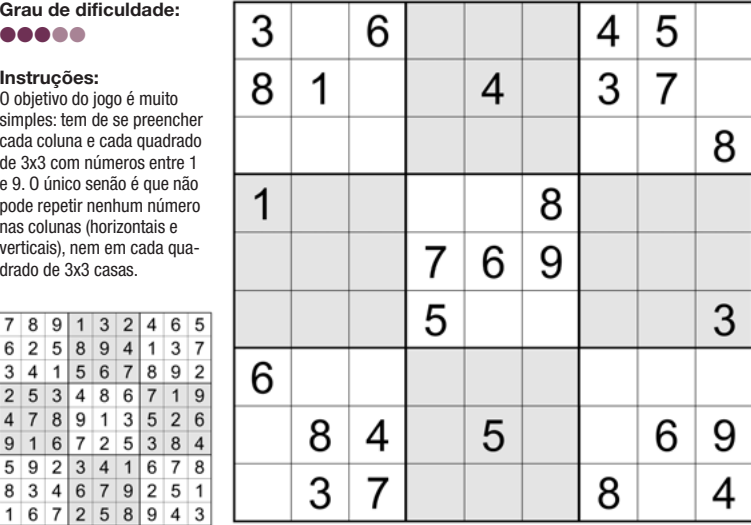 Grau de dificuldade:
Instruções:
O objetivo do jogo é muito
simples: tem de se preencher
cada coluna e cada quadrado
de 3x3 com números entre 1
e 9. O único senão é que não
pode repetir nenhum número
nas colunas (horizontais e
verticais), nem em cada qua-
drado de 3x3 casas.
7 8 9 1 3 2 4 6 5
6 2 5 8 9 4 1 3 7
3 4 1 5 6 7 8 9 2
2 5 3 4 8 6 7 1 9
4 7 8 9 1 3 5 2 6
9 1 6 7 2 5 3 8 4
5 9 2 3 4 1 6 7 8
8 3 4 6 7 9 2 5 1
1 6 7 2 5 8 9 4 3
3 6 4 5
8 1 4 3 7
8
1 8
7 6 9
5 3
6
8 4 5 6 9
3 7 8 4